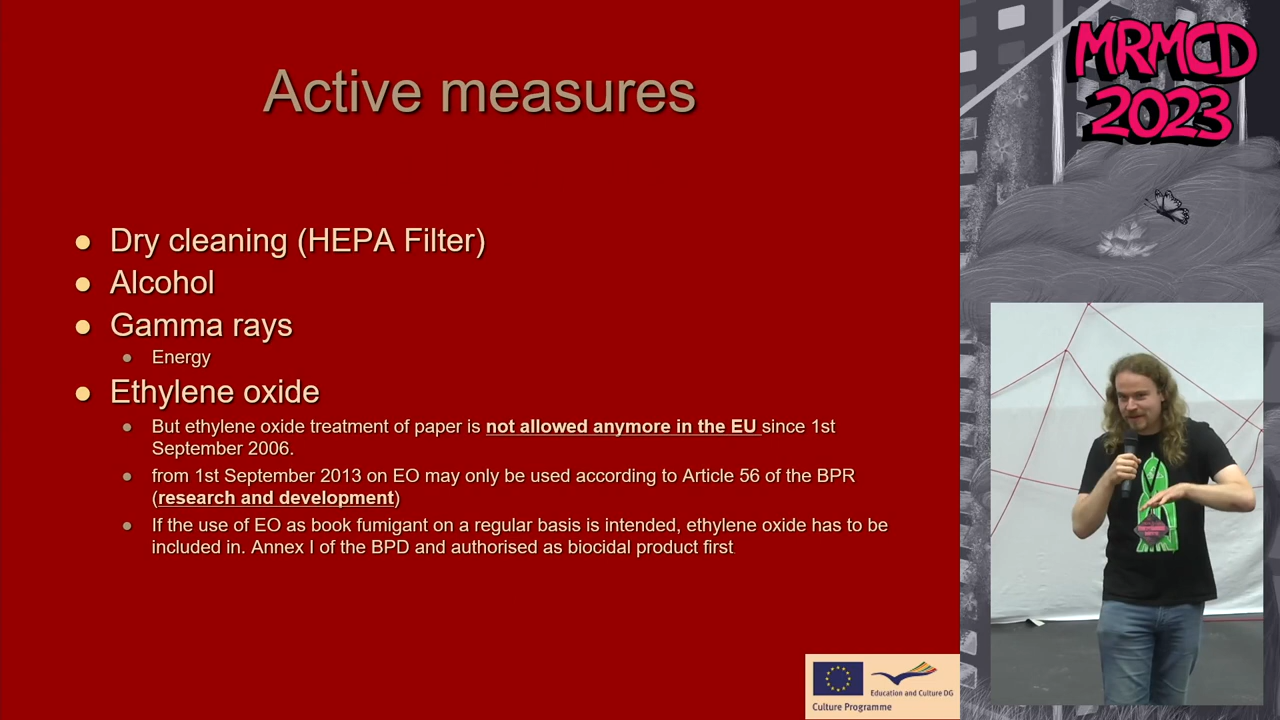 Active measures
Dry cleaning (HEPA Filter)
Alcohol
Gamma rays
Energy
Ethylene oxide
But ethylene oxide treatment of paper is not allowed anymore in the EU since 1st
September 2006.
from 1st September 2013 on EO may only be used according to Article 56 of the BPR
(research and development)
If the use of EO as book fumigant on a regular basis is intended, ethylene oxide has to be
included in. Annex I of the BPD and authorised as biocidal product first
Education and Culture DG
Culture Programme
MRMCD
2023